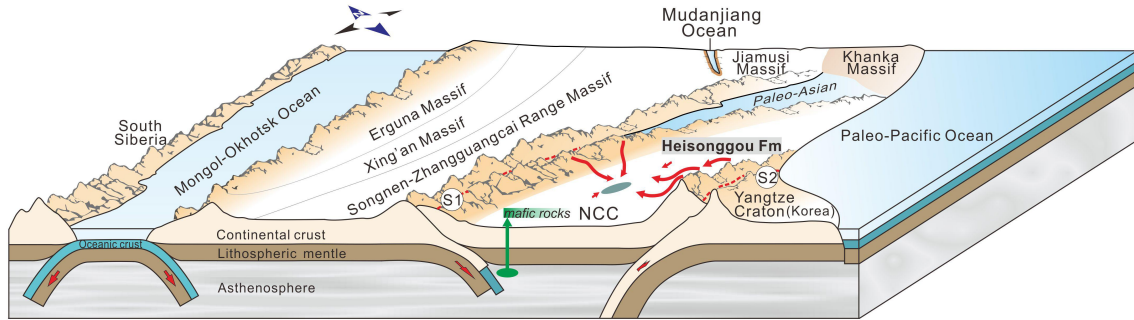 N
Mudanjiang
Ocean
Jiamusi
Massif
Khanka
Massif
South
Siberia
Mongol-Okhotsk Ocean
Erguna Massif
Xing'an Massif
Songnen-Zhangguangcai Range Massif
Paleo-Asian
Paleo-Pacific Ocean
Heisonggou Fm
S1
S2
Yangtze
Craton(Korea)
mafic rocks
NCC
Continental crust
Oceanic crust
Lithospheric mentle
Asthenosphere